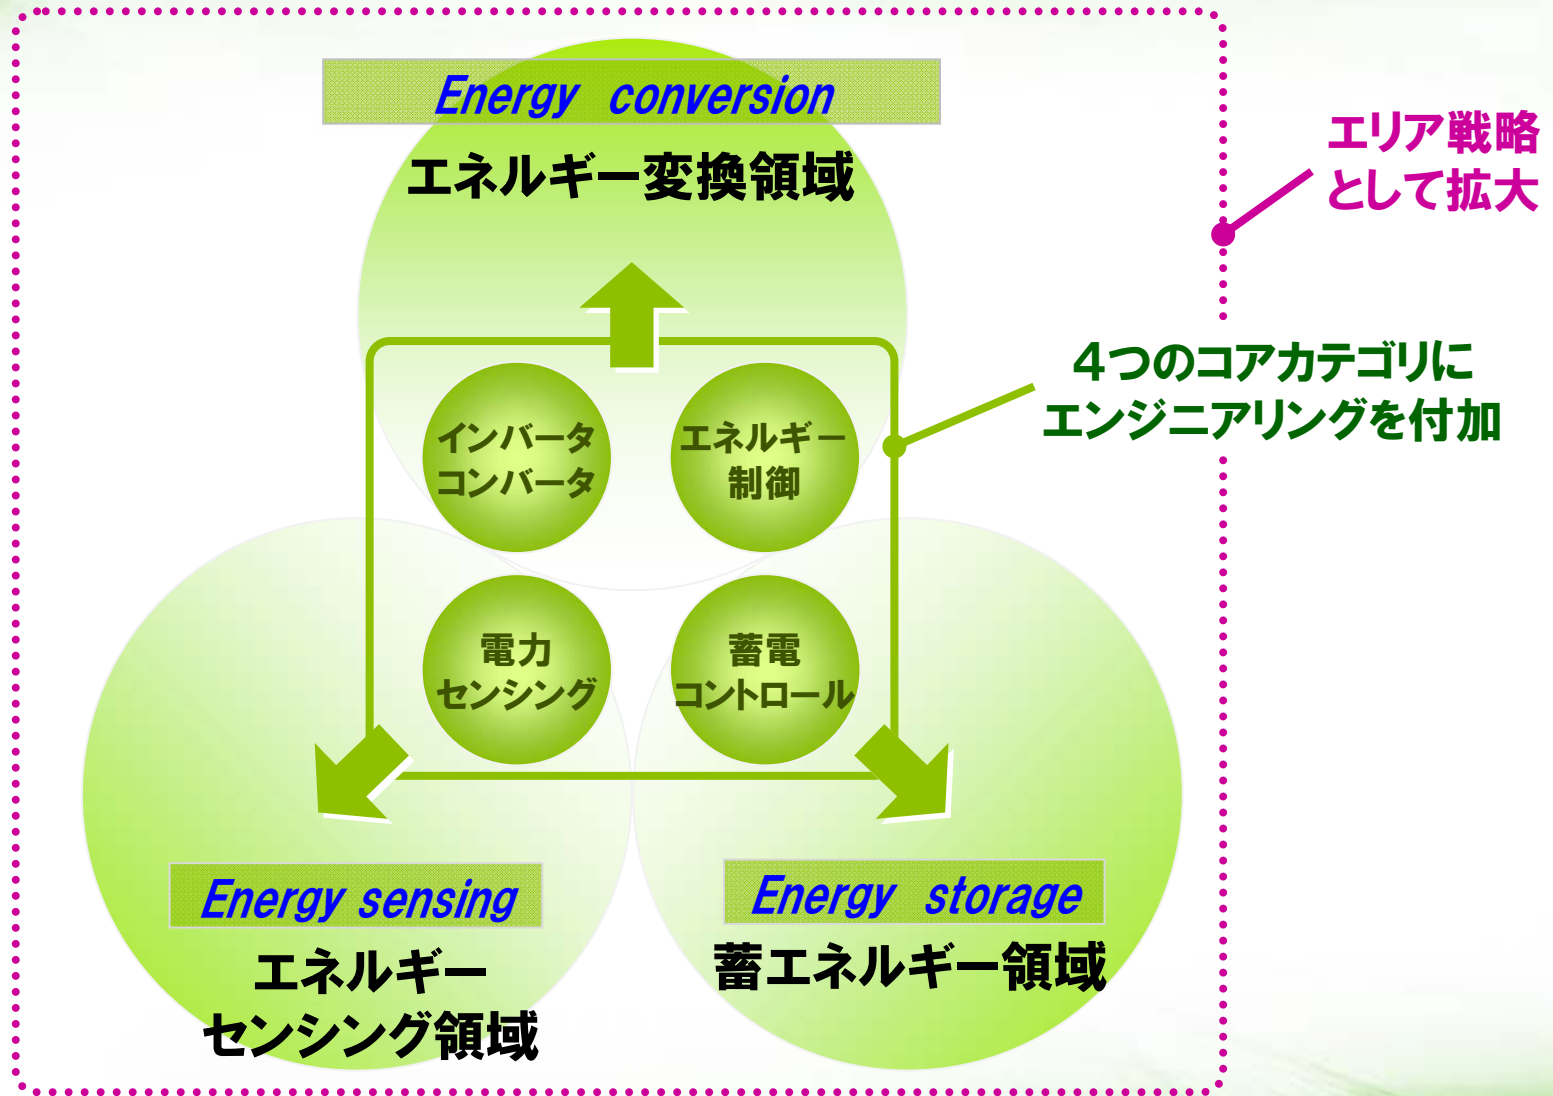 Energy conversion
エネルギー変換領域
エリア戦略
として拡大
４つのコアカテゴリに
エンジニアリングを付加
インバータ
コンバータ
エネルギー
制御
電力
センシング
蓄電
コントロール
Energy sensing
エネルギー
センシング領域
Energy storage
蓄エネルギー領域